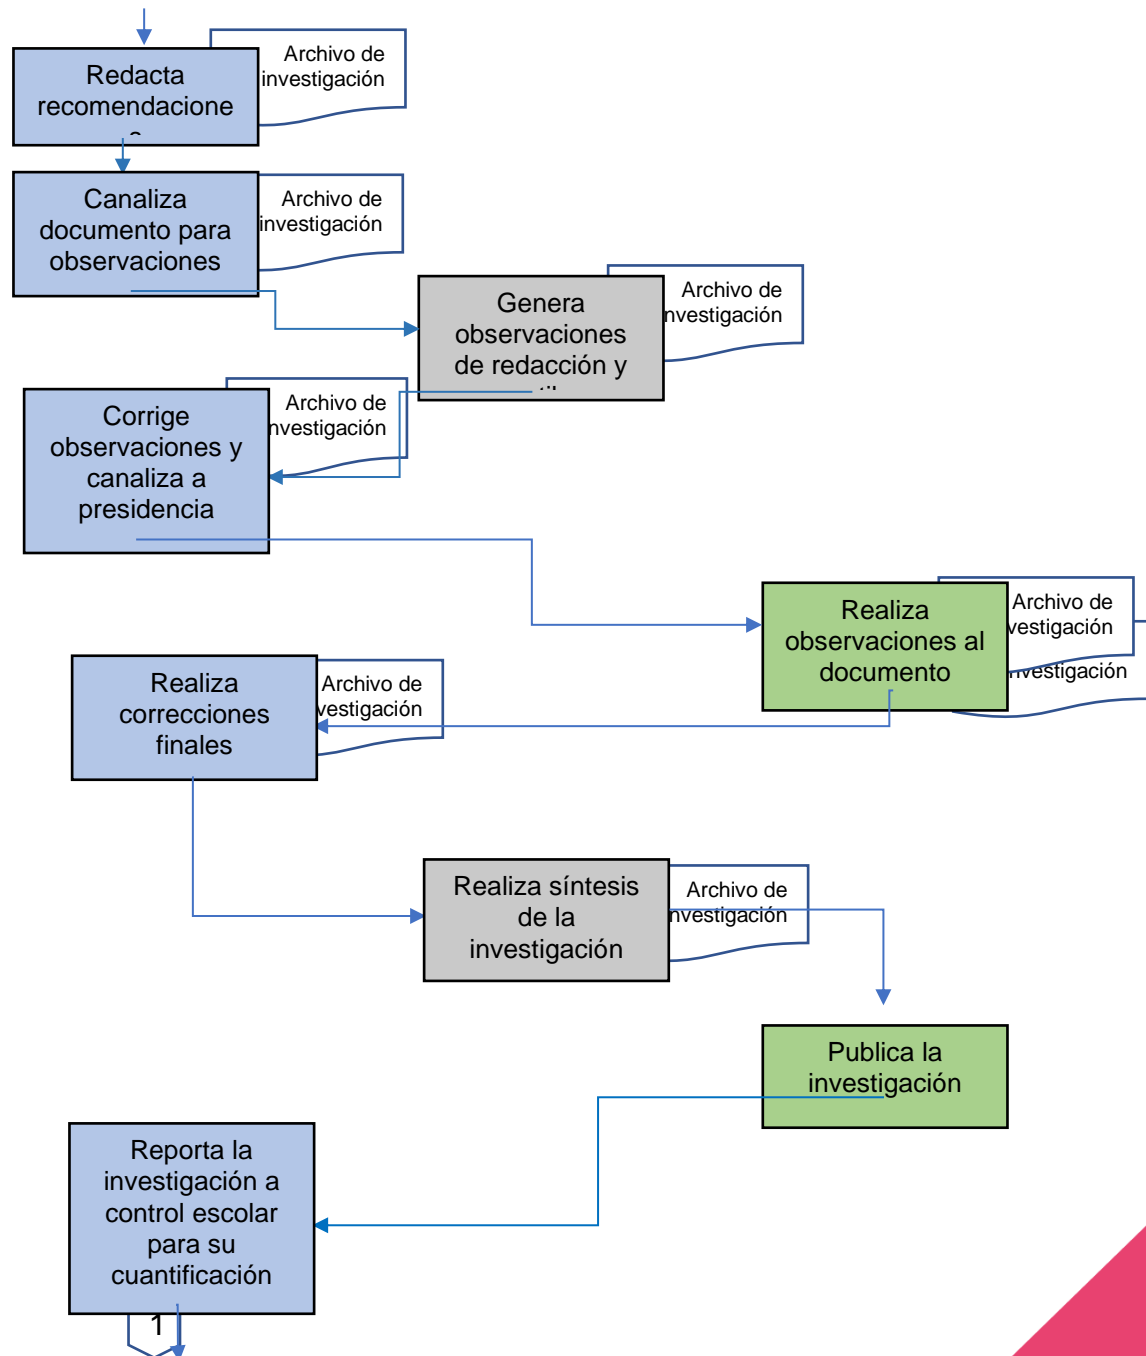 Archivo de
investigación
Redacta
recomendacione
Archivo de
investigación
Canaliza
documento para
observaciones
Archivo de
nvestigación
Genera
observaciones
de redacción y
Archivo de
nvestigación
Corrige
observaciones y
canaliza a
presidencia
Archivo de
vestigación
nvestigación
Realiza
observaciones al
documento
Archivo de
vestigación
Realiza
correcciones
finales
Archivo de
nvestigación
Realiza síntesis
de la
investigación
Publica la
investigación
Reporta la
investigación a
control escolar
para su
cuantificación
1